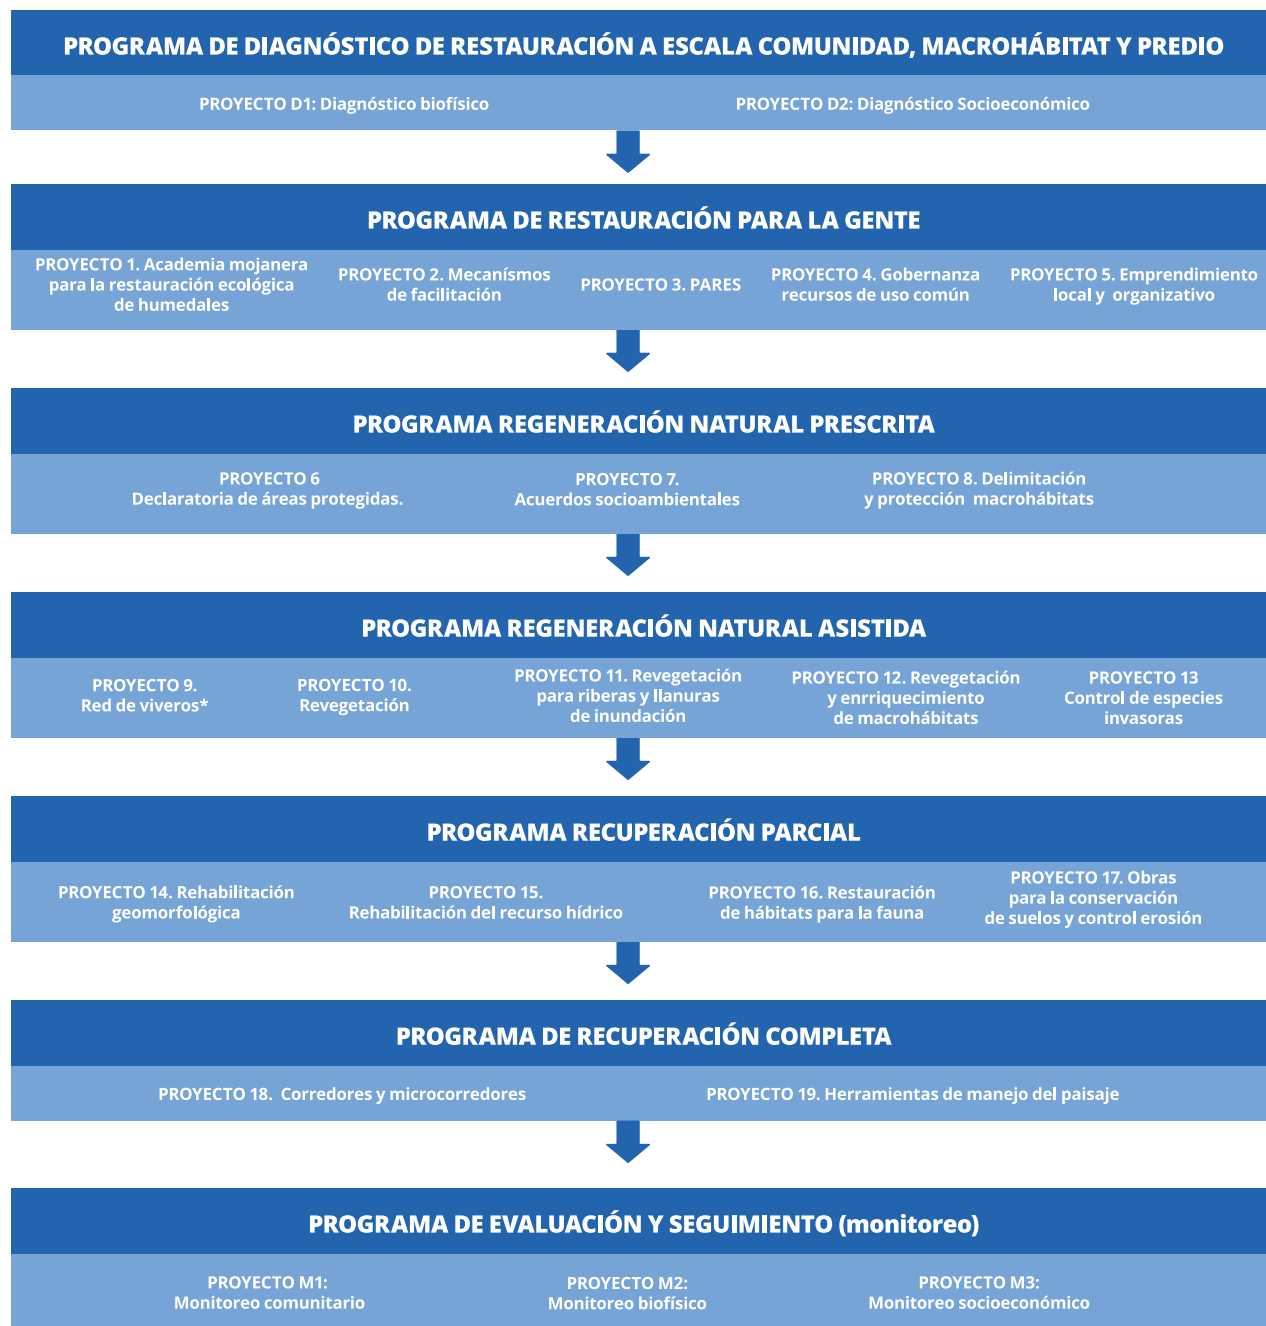 PROGRAMA DE DIAGNÓSTICO DE RESTAURACIÓN A ESCALA COMUNIDAD, MACROHÁBITAT Y PREDIO
PROYECTO D1: Diagnóstico biofísico
PROYECTO D2: Diagnóstico Socioeconómico
PROGRAMA DE RESTAURACIÓN PARA LA GENTE
PROYECTO 1. Academia mojanera
para la restauración ecológica
de humedales
PROYECTO 2. Mecanísmos
de facilitación
PROYECTO 3. PARES
PROYECTO 4. Gobernanza
recursos de uso común
PROYECTO 5. Emprendimiento
local y organizativo
PROGRAMA REGENERACIÓN NATURAL PRESCRITA
PROYECTO 6
Declaratoria de áreas protegidas.
PROYECTO 7.
Acuerdos socioambientales
PROYECTO 8. Delimitación
y protección macrohábitats
PROGRAMA REGENERACIÓN NATURAL ASISTIDA
PROYECTO 9.
Red de viveros*
PROYECTO 10.
Revegetación
PROYECTO 11. Revegetación
para riberas y llanuras
de inundación
PROYECTO 12. Revegetación
y enrriquecimiento
de macrohábitats
PROYECTO 13
Control de especies
invasoras
PROGRAMA RECUPERACIÓN PARCIAL
PROYECTO 14. Rehabilitación
geomorfológica
PROYECTO 15.
Rehabilitación del recurso hídrico
PROYECTO 16. Restauración
de hábitats para la fauna
PROYECTO 17. Obras
para la conservación
de suelos y control erosión
PROGRAMA DE RECUPERACIÓN COMPLETA
PROYECTO 18. Corredores y microcorredores
PROYECTO 19. Herramientas de manejo del paisaje
PROGRAMA DE EVALUACIÓN Y SEGUIMIENTO (monitoreo)
PROYECTO M1:
Monitoreo comunitario
PROYECTO M2:
Monitoreo biofísico
PROYECTO M3:
Monitoreo socioeconómico